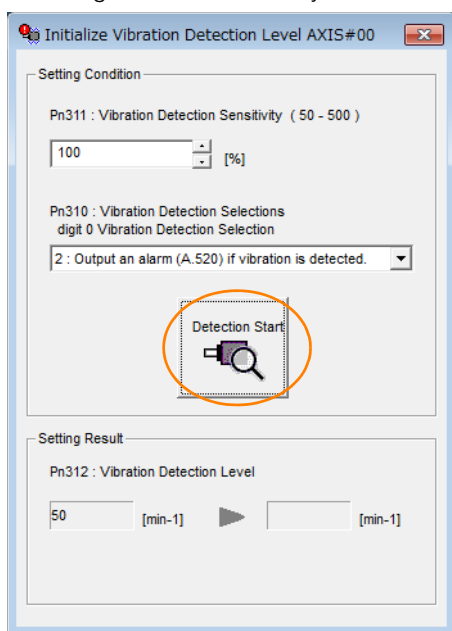 Initialize Vibration Detection Level AXIS#00
Setting Condition
Pn311 : Vibration Detection Sensitivity ( 50 - 500 )
100
[%]
Pn310 : Vibration Detection Selections
digit 0 Vibration Detection Selection
2 : Output an alarm (A.520) if vibration is detected.
Detection Start
Setting Result
Pn312 : Vibration Detection Level
50 [min-1] [min-1]